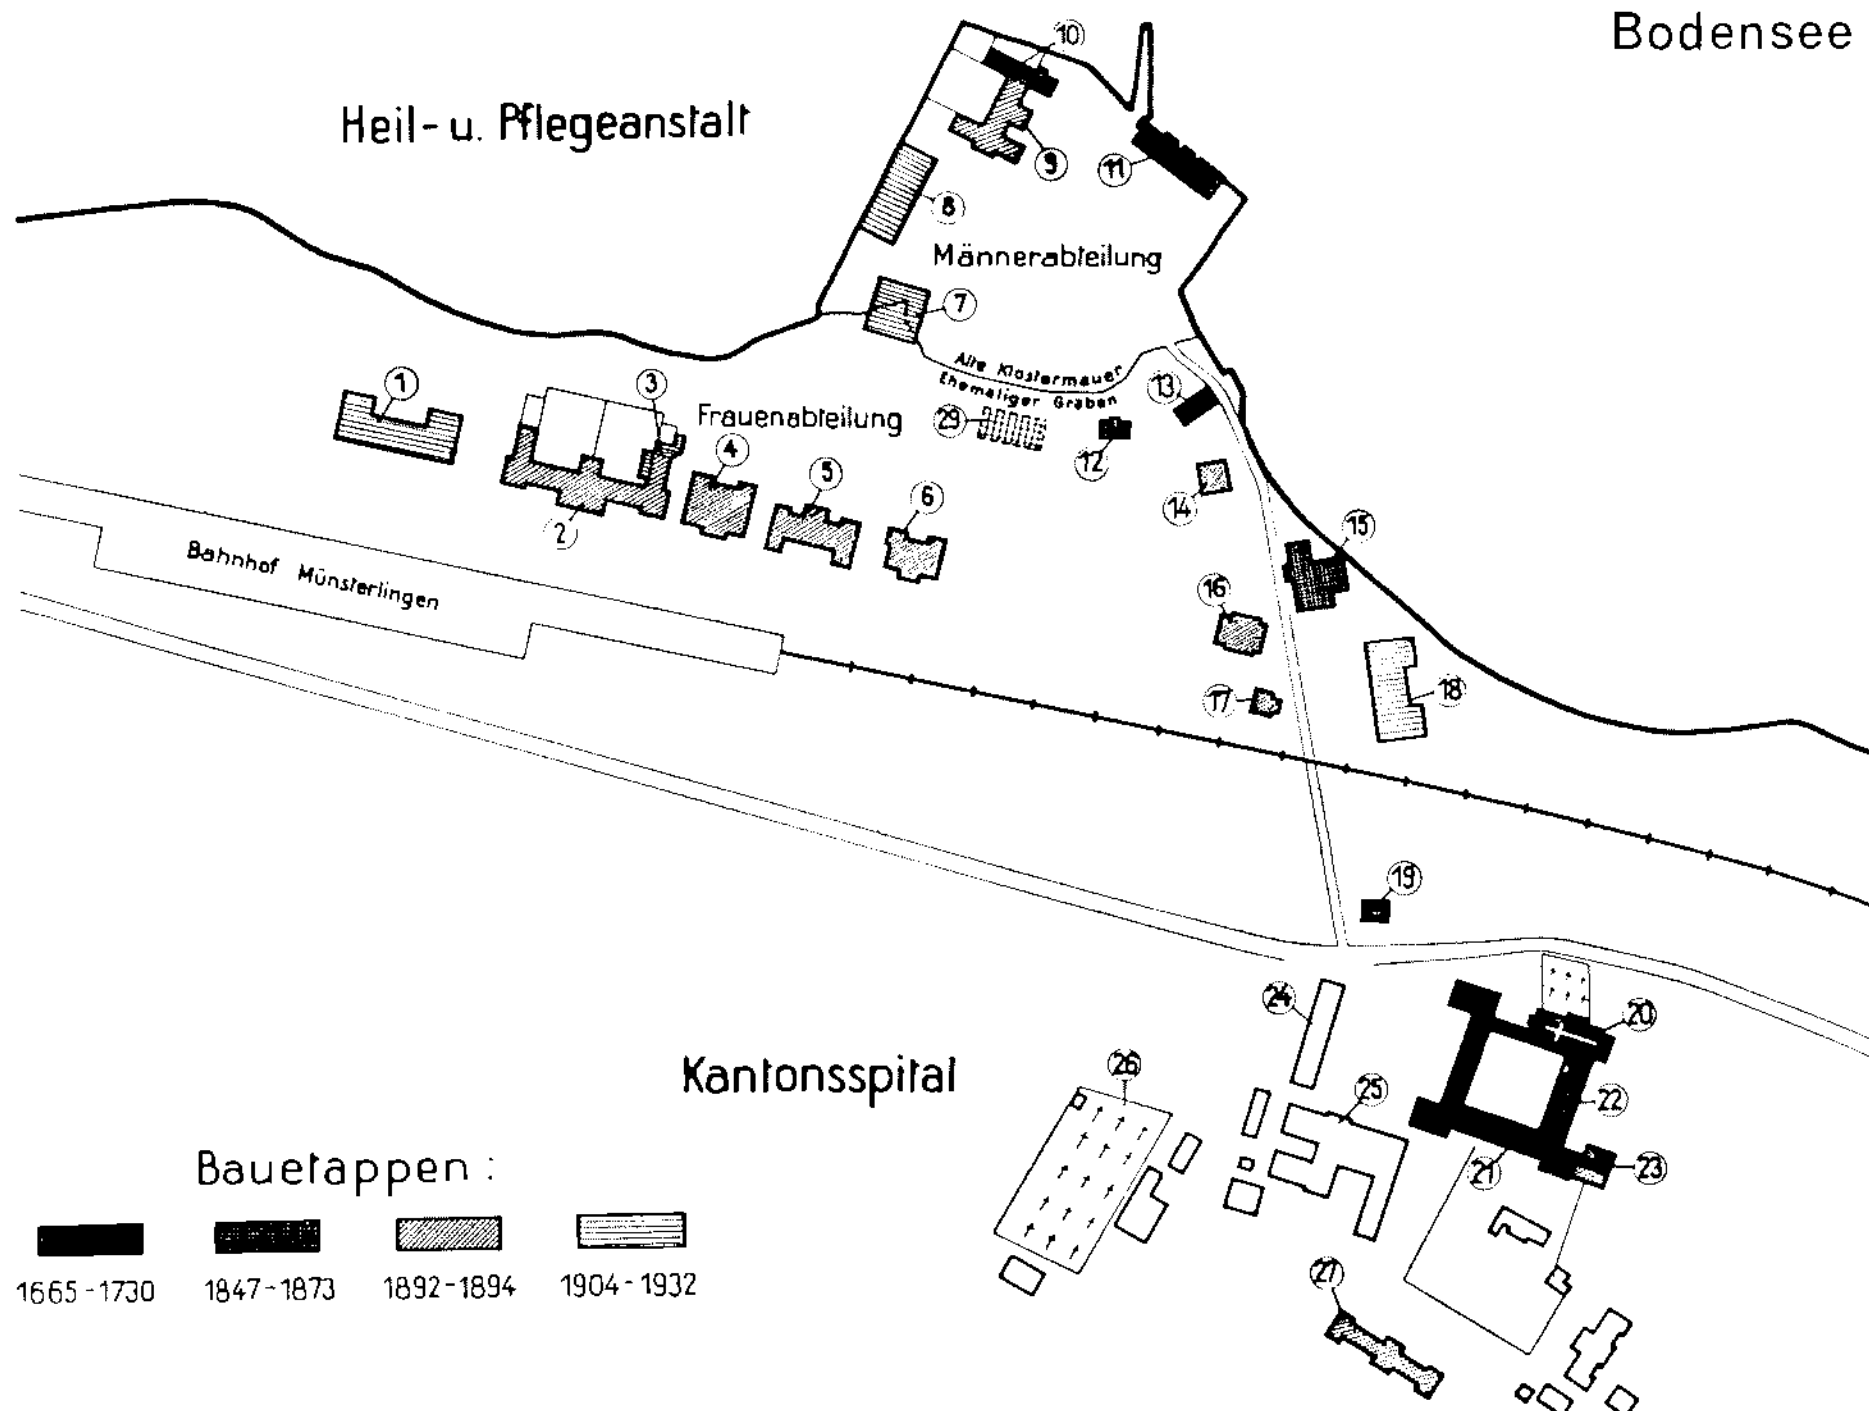 Bodensee
Heil- u. Pflegeanstalt
10
9
11
8
Männerabteilung
7
Alte Klostermauer
Ehemaliger Graben
1
3
13
Frauenabteilung
29
12
4
5
6
14
2
15
Bahnhof Münsterlingen
16
17
18
19
24
20
Kantonsspital
26
25
22
21
23
27
Bauetappen :
1665-1730 1847-1873 1892-1894 1904-1932